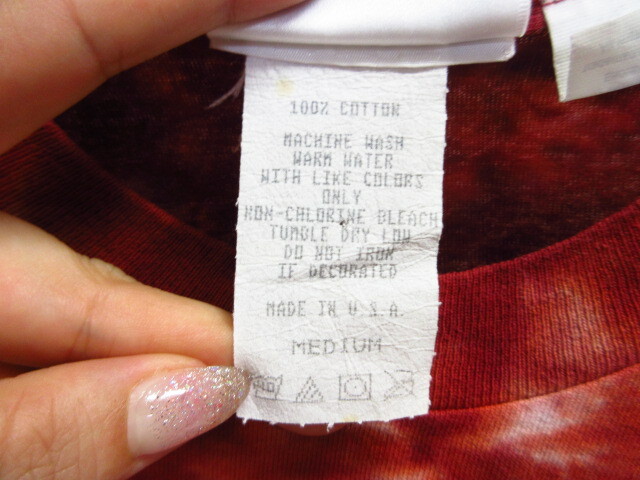 100% COTTON
MACHINE WASH
WARM WATER
WITH LIKE COLORS
ONLY
NON-CHLORINE BLEACH
TUMBLE DRY LOW
DO NOT IRON
IF DECORATED
MADE IN U.S.A.
MEDIUM